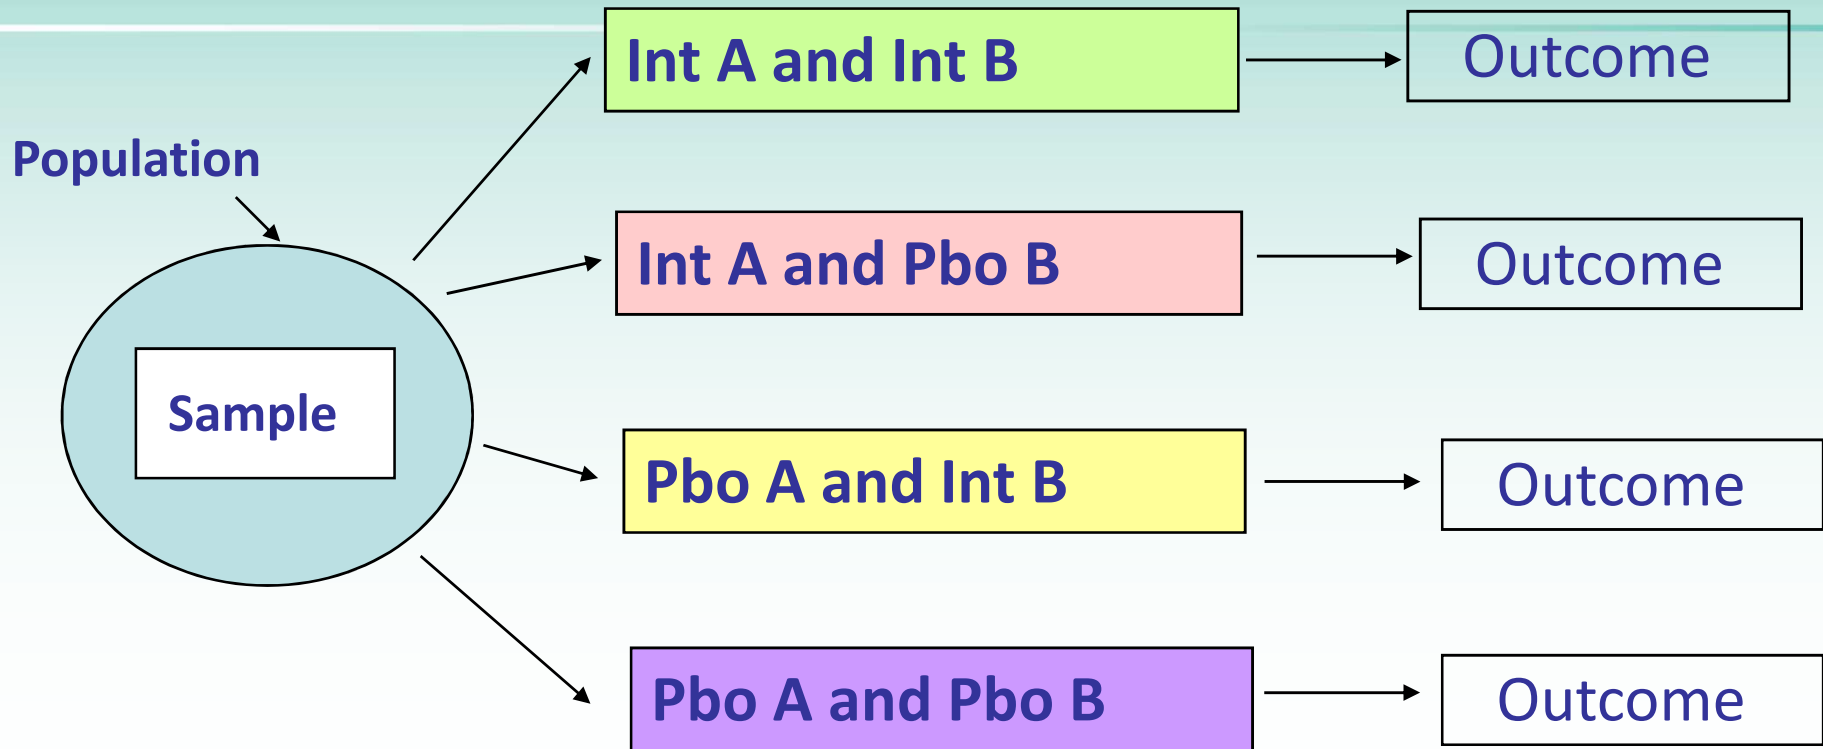 Int A and Int B
Outcome
Population
Int A and Pbo B
Outcome
Sample
Pbo A and Int B
Outcome
Pbo A and Pbo B
Outcome